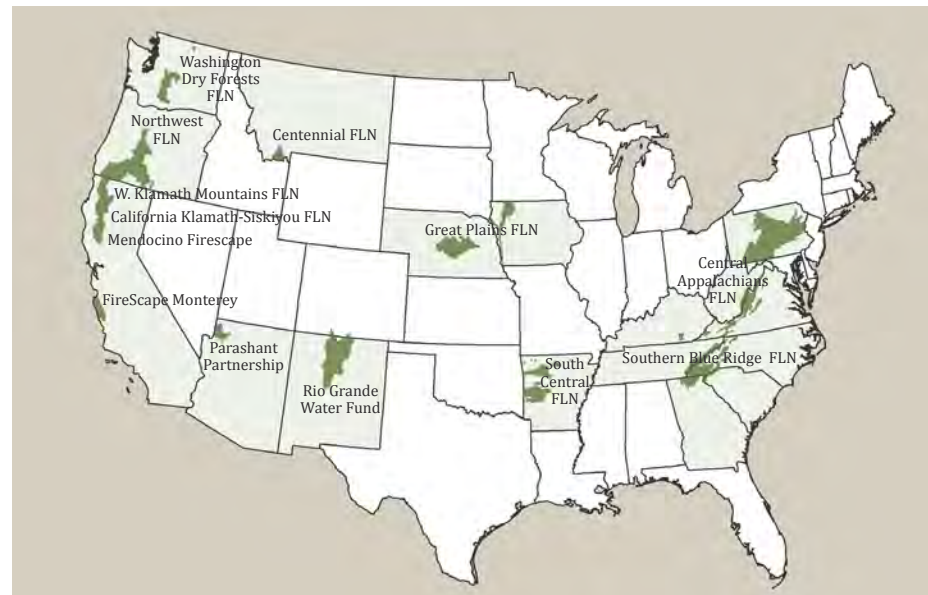 Washington
Dry Forests
FLN
Northwest
FLN
Centennial FLN
W. Klamath Mountains FLN
California Klamath-Siskiyou FLN
Great Plains FLN
Mendocino Firescape
Central
Appalachians
FLN
FireScape Monterey
Parashant
Partnership
South
Central
FLN
Southern Blue Ridge FLN
Rio Grande
Water Fund